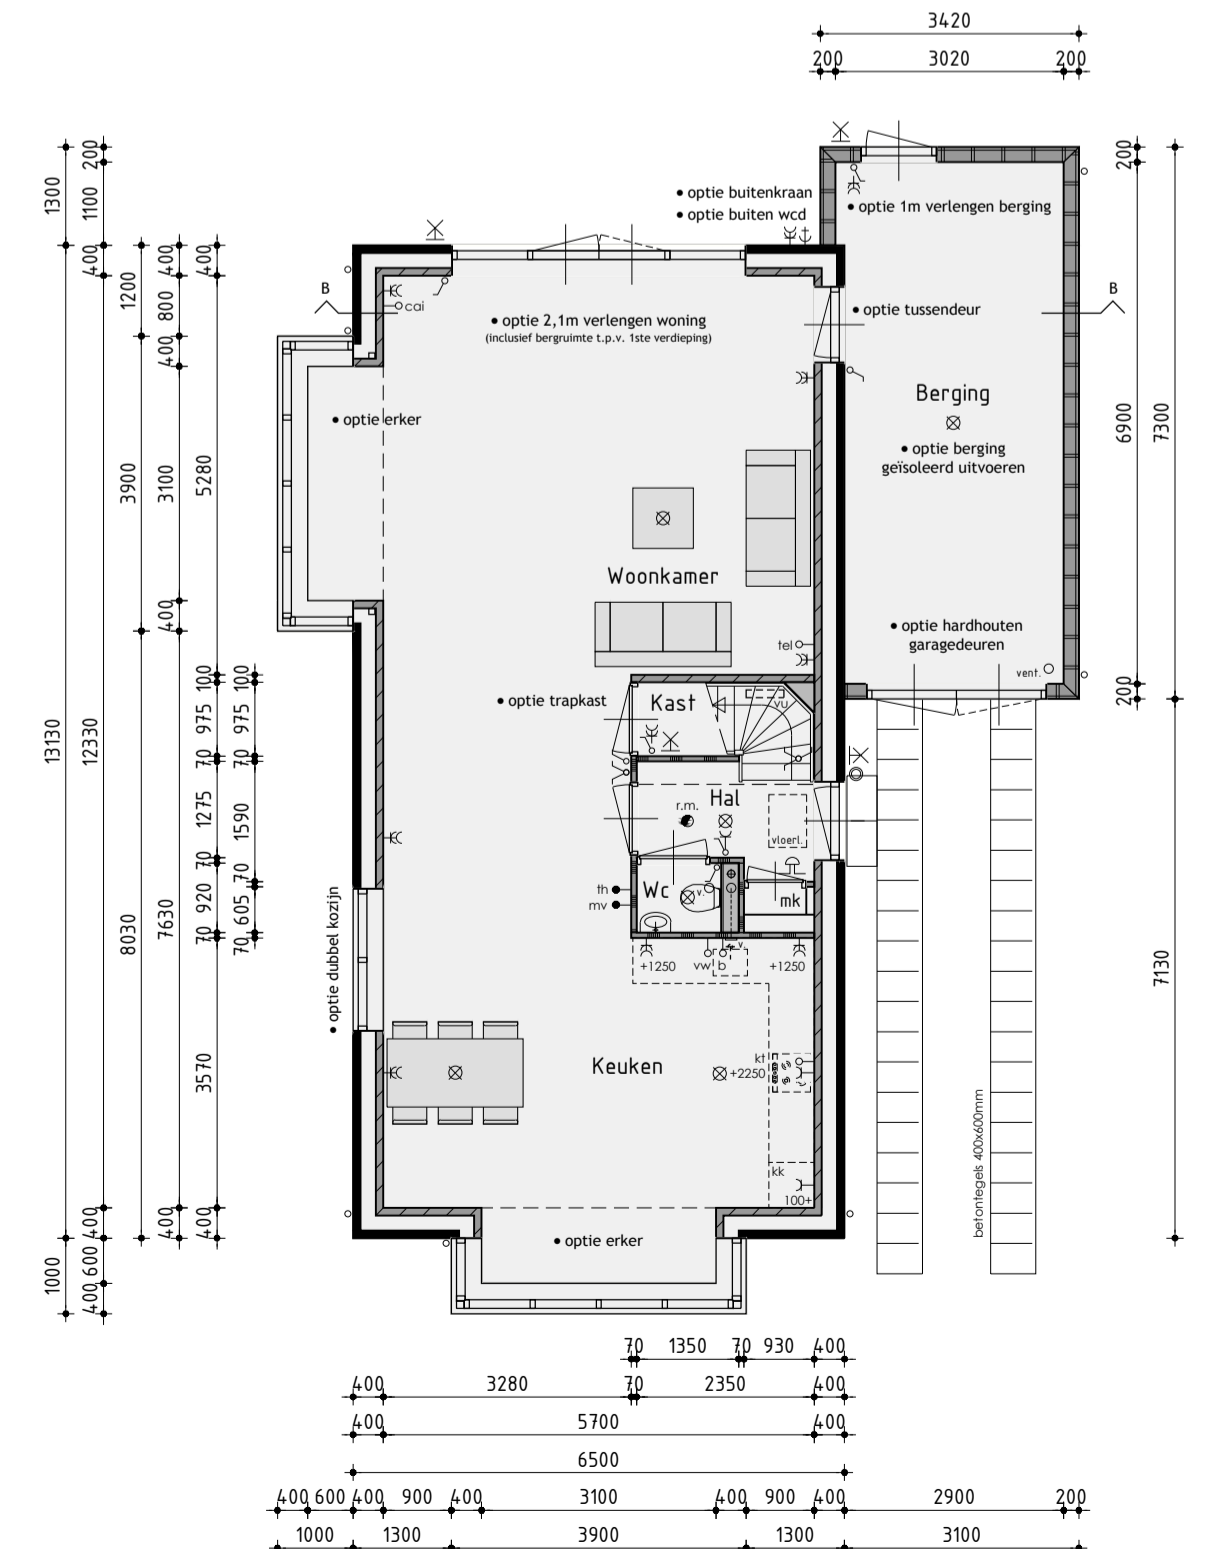 3420
200 3020 200
• optie buitenkraan
• optie buiten wcd
• optie 1m verlengen berging
B
cai
• optie 2,1m verlengen woning
(inclusief bergruimte t.p.v. 1ste verdieping)
• optie tussendeur
B
• optie erker
Berging
• optie berging
geïsoleerd uitvoeren
Woonkamer
• optie hardhouten
garagedeuren
tel
vent.
• optie trapkast
Kast
vu
Hal
r.m.
vloerl.
th
mv
Wc
v.
mk
v.
+1250
vw b
+1250
• optie dubbel kozijn
Keuken
kt
+2250
kk
100+
betontegels 400x600mm
• optie erker
1300
13130
1000
200
1100
400
12330
400
600
400
1200
3900
8030
400
800
400
3100
400
7630
400
400
5280
100
975
70
1275
70
920
70
3570
400
100
975
70
1590
70
605
70
200
6900
200
7300
7130
70 1350 70 930 400
400 3280 70 2350 400
400 5700 400
6500
400 600 400 900 400 3100 400 900 400 2900 200
1000 1300 3900 1300 3100